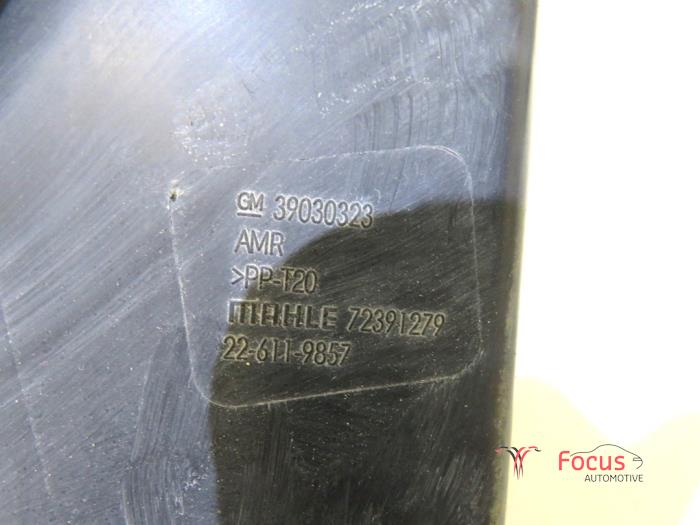 GM 39030323
AMR
>PP-T20
MAHLE 72391279
22-611-9857
Focus
AUTOMOTIVE